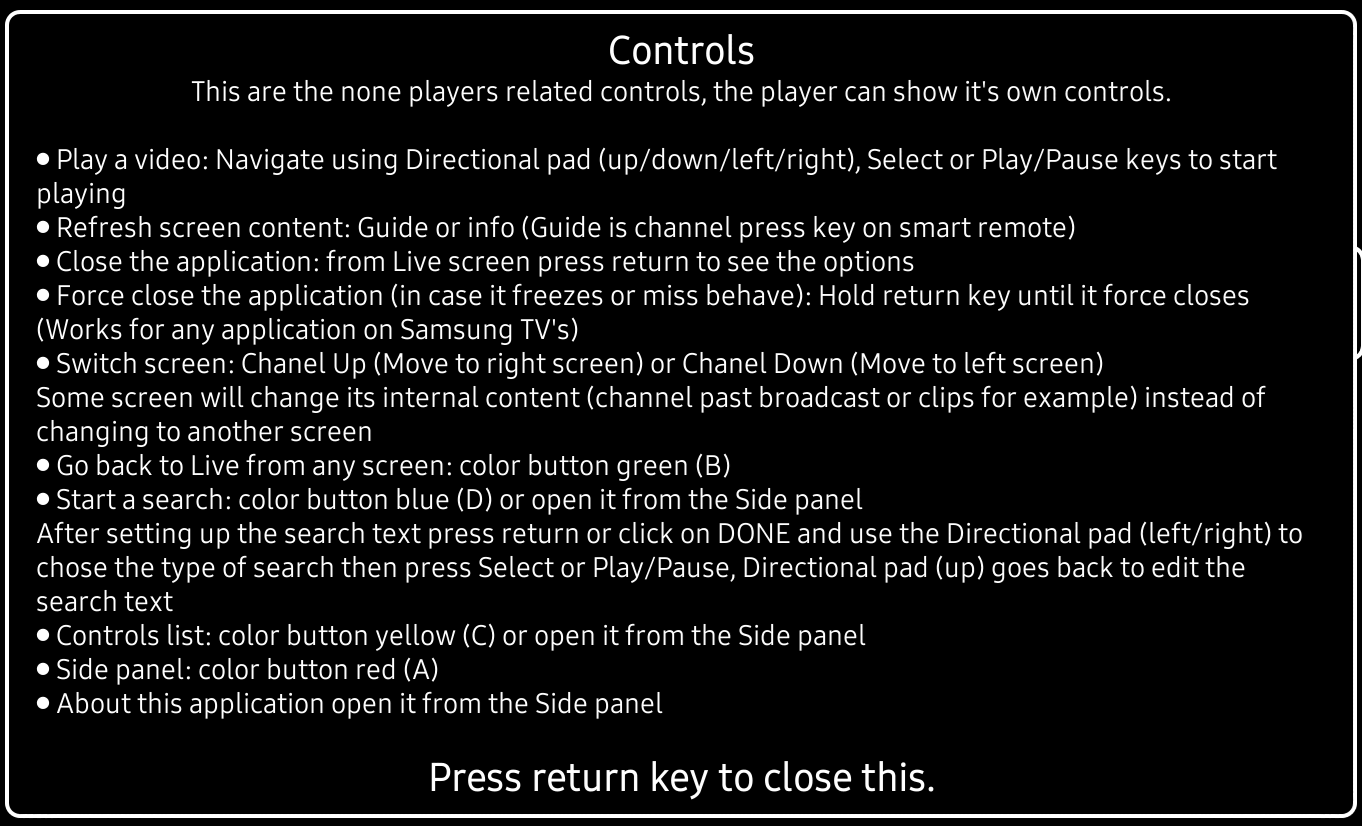 Controls
This are the none players related controls, the player can show it's own controls.
● Play a video: Navigate using Directional pad (up/down/left/right), Select or Play/Pause keys to start
playing
● Refresh screen content: Guide or info (Guide is channel press key on smart remote)
● Close the application: from Live screen press return to see the options
● Force close the application (in case it freezes or miss behave): Hold return key until it force closes
(Works for any application on Samsung TV's)
● Switch screen: Chanel Up (Move to right screen) or Chanel Down (Move to left screen)
Some screen will change its internal content (channel past broadcast or clips for example) instead of
changing to another screen
● Go back to Live from any screen: color button green (B)
● Start a search: color button blue (D) or open it from the Side panel
After setting up the search text press return or click on DONE and use the Directional pad (left/right) to
chose the type of search then press Select or Play/Pause, Directional pad (up) goes back to edit the
search text
● Controls list: color button yellow (C) or open it from the Side panel
● Side panel: color button red (A)
● About this application open it from the Side panel
Press return key to close this.